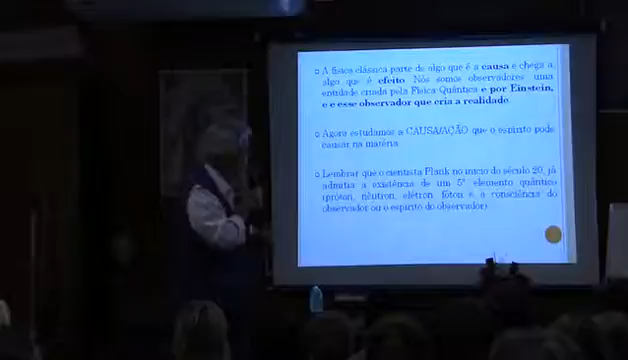 A física clássica parte de algo que é a causa e chega a
algo que é efeito. Nós somos observadores: uma
entidade criada pela Física Quântica e por Einstein,
e e esse observador que cria a realidade.
Agora estudamos a CAUSA/AÇÃO que o espírito pode
causar na matéria.
Lembrar que o cientista Plank no início do século 20, já
admitia a existência de um 5º elemento quântico
(próton, nêutron, elétron, fóton e a consciência do
observador ou o espírito do observador)